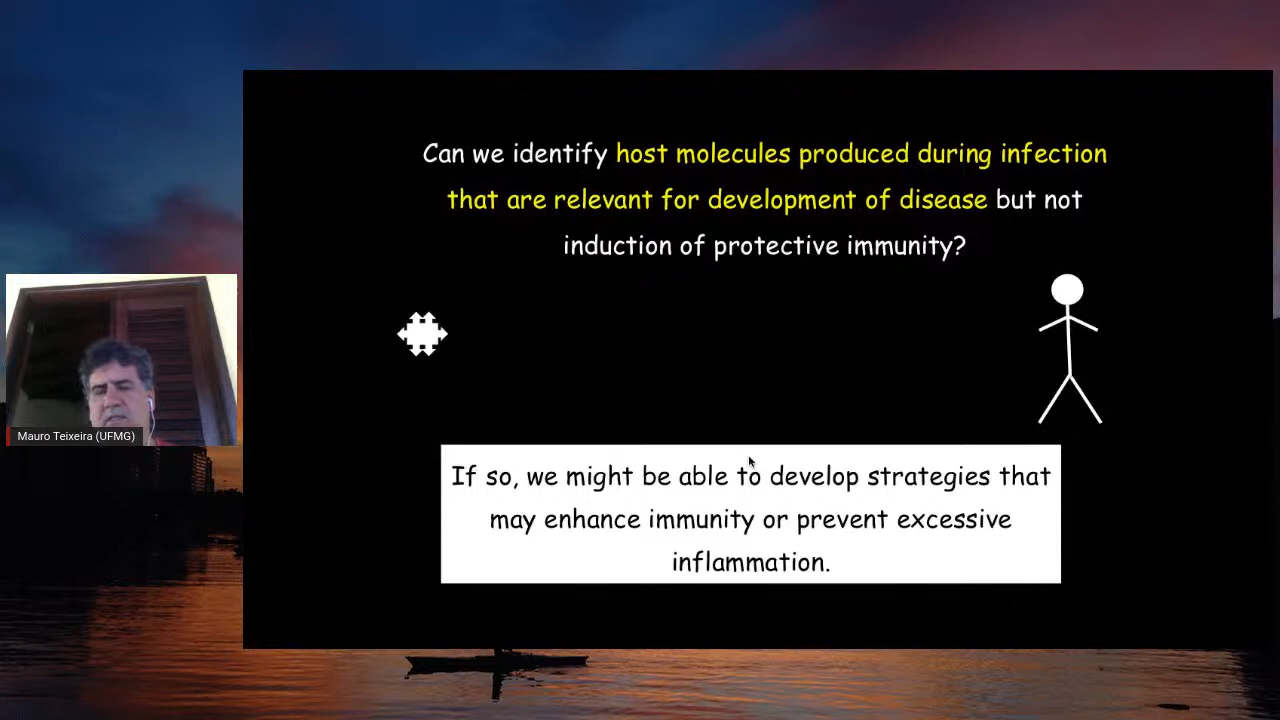 Can we identify host molecules produced during infection
that are relevant for development of disease but not
induction of protective immunity?
Mauro Teixeira (UFMG)
If so, we might be able to develop strategies that
may enhance immunity or prevent excessive
inflammation.